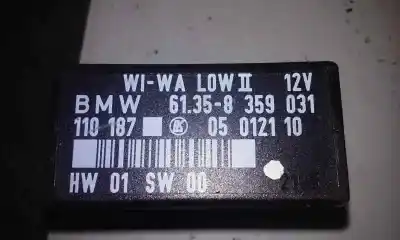 WI-WA LOW II 12V
BMW 61.35-8 359 031
110 187 05 0121 10
HW 01 SW 00